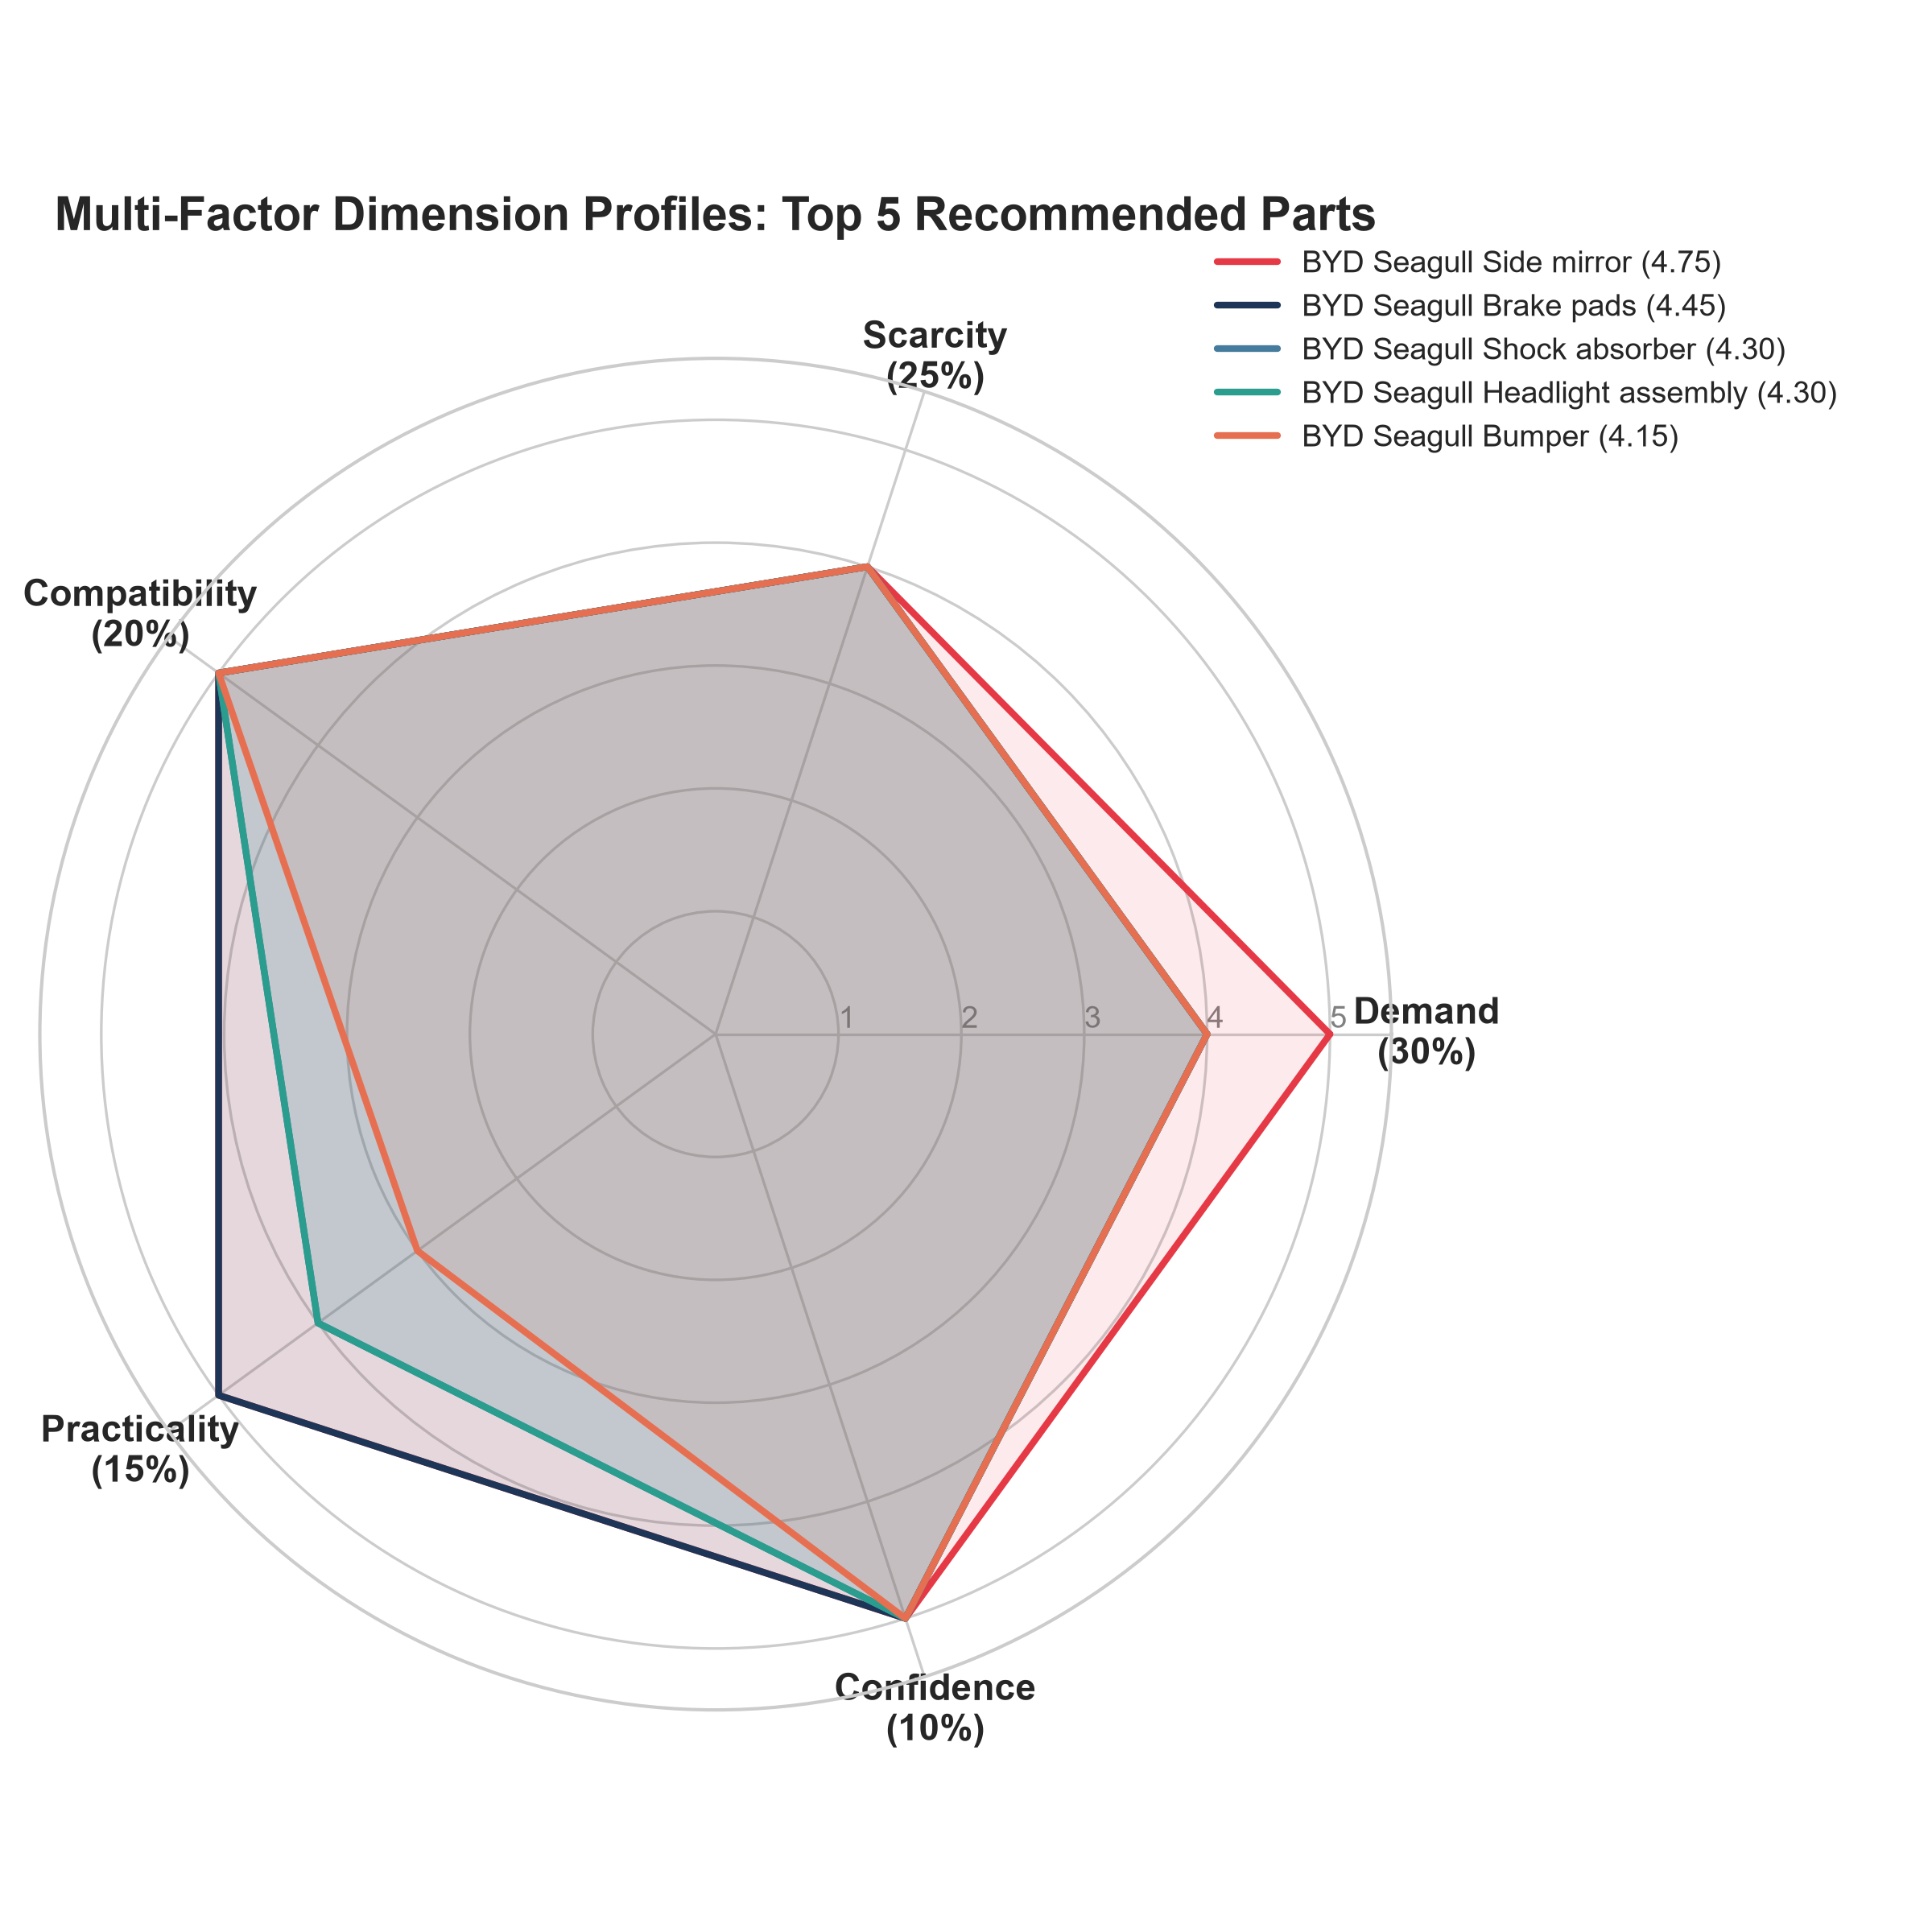 Multi-Factor Dimension Profiles: Top 5 Recommended Parts
BYD Seagull Side mirror (4.75)
BYD Seagull Brake pads (4.45)
BYD Seagull Shock absorber (4.30)
BYD Seagull Headlight assembly (4.30)
BYD Seagull Bumper (4.15)
Scarcity
(25%)
Compatibility
(20%)
1 2 3 4 5
Demand
(30%)
Practicality
(15%)
Confidence
(10%)